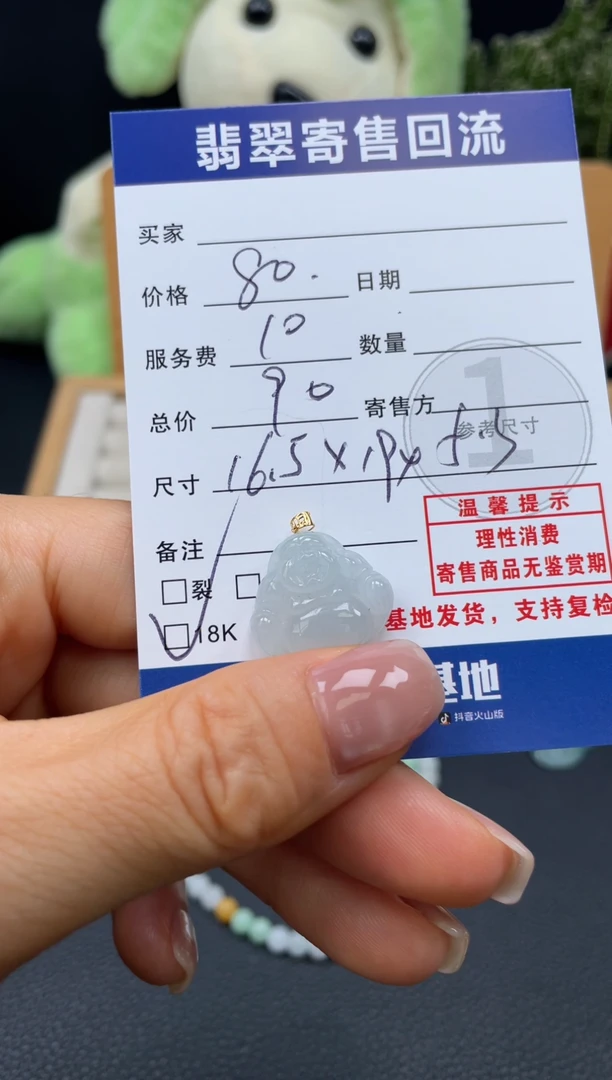 翡翠寄售回流
买家
价格 80. 日期
服务费 10 数量
总价 90 寄售方
1
参考尺寸
尺寸 16.5×19×5.3
备注
温馨提示
理性消费
寄售商品无鉴赏期
□裂 □
□18K
基地发货，支持复检
基地
抖音火山版